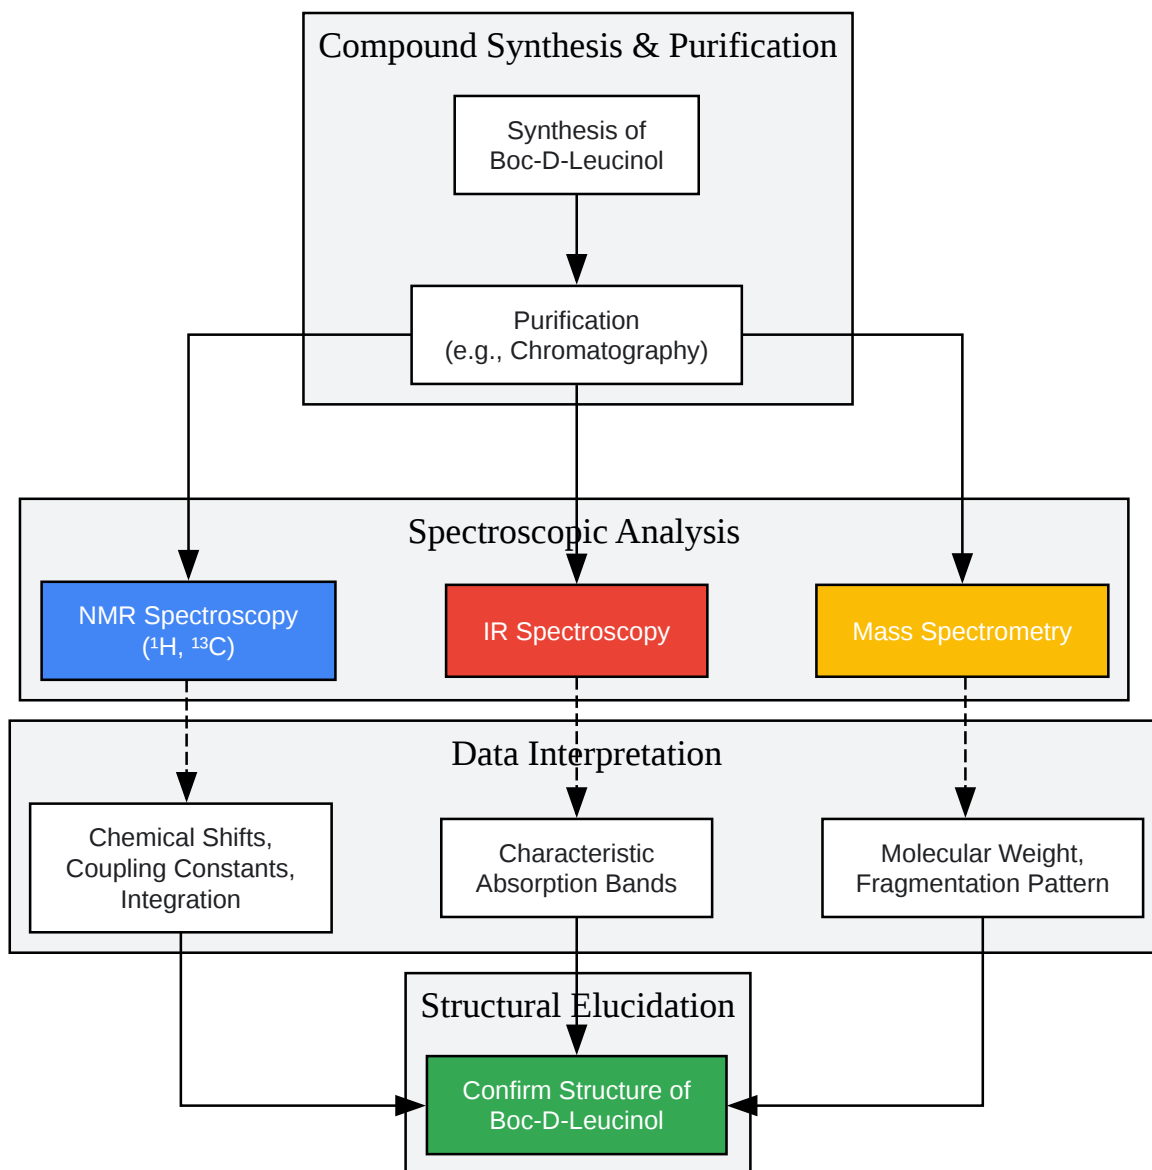 Compound Synthesis & Purification
Synthesis of
Boc-D-Leucinol
Purification
(e.g., Chromatography)
Spectroscopic Analysis
NMR Spectroscopy
(¹H, ¹³C)
IR Spectroscopy
Mass Spectrometry
Data Interpretation
Chemical Shifts,
Coupling Constants,
Integration
Characteristic
Absorption Bands
Molecular Weight,
Fragmentation Pattern
Structural Elucidation
Confirm Structure of
Boc-D-Leucinol